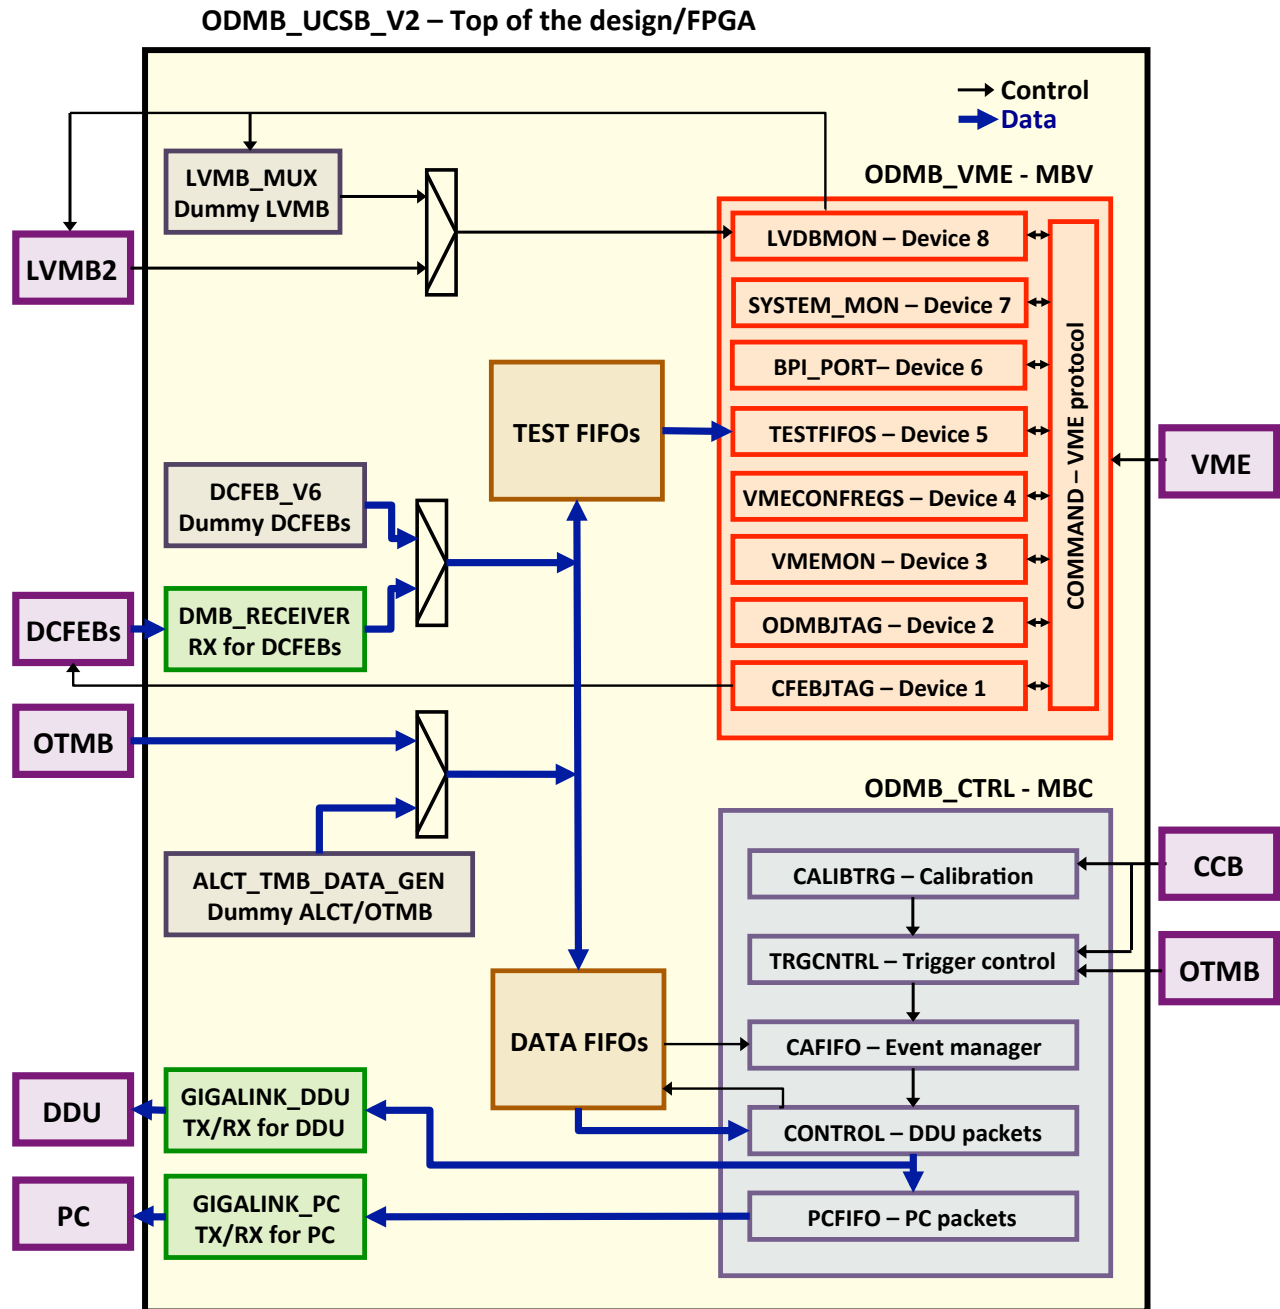 ODMB_UCSB_V2 – Top of the design/FPGA
Control
Data
LVMB_MUX
Dummy LVMB
LVMB2
ODMB_VME - MBV
LVDBMON – Device 8
SYSTEM_MON – Device 7
BPI_PORT– Device 6
TESTFIFOS – Device 5
VMECONFREGS – Device 4
VMEMON – Device 3
ODMBJTAG – Device 2
CFEBJTAG – Device 1
COMMAND – VME protocol
VME
TEST FIFOs
DCFEB_V6
Dummy DCFEBs
DCFEBs
DMB_RECEIVER
RX for DCFEBs
OTMB
ALCT_TMB_DATA_GEN
Dummy ALCT/OTMB
ODMB_CTRL - MBC
CALIBTRG – Calibration
TRGCNTRL – Trigger control
CAFIFO – Event manager
CONTROL – DDU packets
PCFIFO – PC packets
CCB
OTMB
DATA FIFOs
DDU
GIGALINK_DDU
TX/RX for DDU
PC
GIGALINK_PC
TX/RX for PC